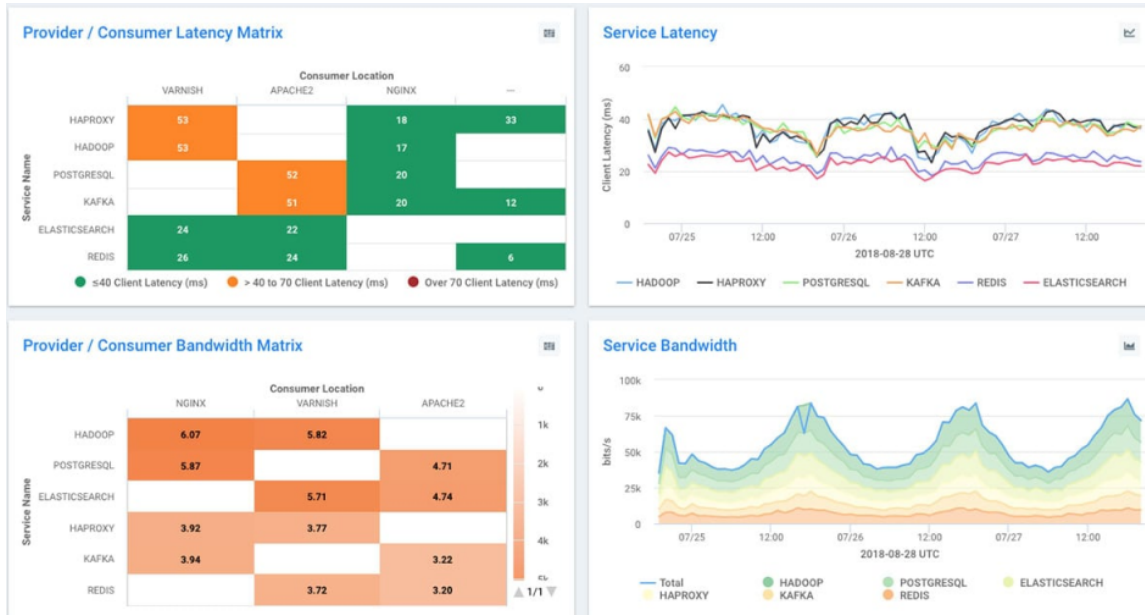 Provider / Consumer Latency Matrix
Consumer Location
VARNISH APACHE2 NGINX —
Service Name
HAPROXY 53 18 33
HADOOP 53 17
POSTGRESQL 52 20
KAFKA 51 20 12
ELASTICSEARCH 24 22
REDIS 26 24 6
≤40 Client Latency (ms) > 40 to 70 Client Latency (ms) Over 70 Client Latency (ms)
Service Latency
Client Latency (ms)
60
40
20
0
07/25 12:00 07/26 12:00 07/27 12:00
2018-08-28 UTC
HADOOP HAPROXY POSTGRESQL KAFKA REDIS ELASTICSEARCH
Provider / Consumer Bandwidth Matrix
Consumer Location
NGINX VARNISH APACHE2
Service Name
HADOOP 6.07 5.82
POSTGRESQL 5.87 4.71
ELASTICSEARCH 5.71 4.74
HAPROXY 3.92 3.77
KAFKA 3.94 3.22
REDIS 3.72 3.20
1k
2k
3k
4k
1/1
Service Bandwidth
bits/s
100k
75k
50k
25k
0
07/25 12:00 07/26 12:00 07/27 12:00
2018-08-28 UTC
Total HADOOP POSTGRESQL ELASTICSEARCH
HAPROXY KAFKA REDIS